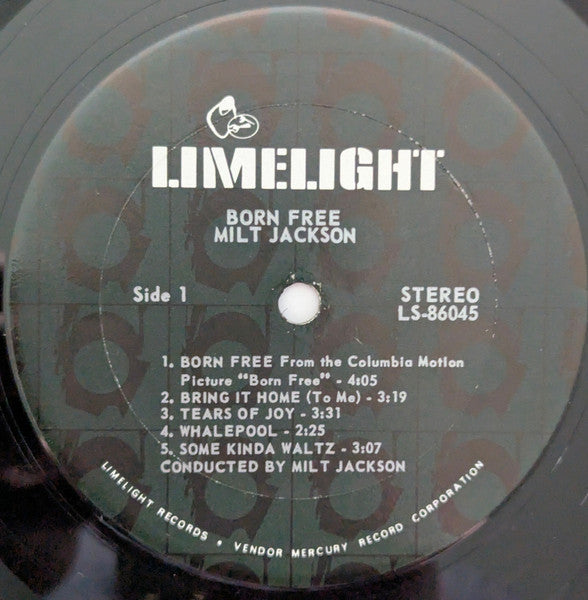 LIMELIGHT
BORN FREE
MILT JACKSON
Side 1
STEREO
LS-86045
1. BORN FREE From the Columbia Motion
Picture "Born Free" - 4:05
2. BRING IT HOME (To Me) - 3:19
3. TEARS OF JOY - 3:31
4. WHALEPOOL - 2:25
5. SOME KINDA WALTZ - 3:07
CONDUCTED BY MILT JACKSON
LIMELIGHT RECORDS • VENDOR MERCURY RECORD CORPORATION